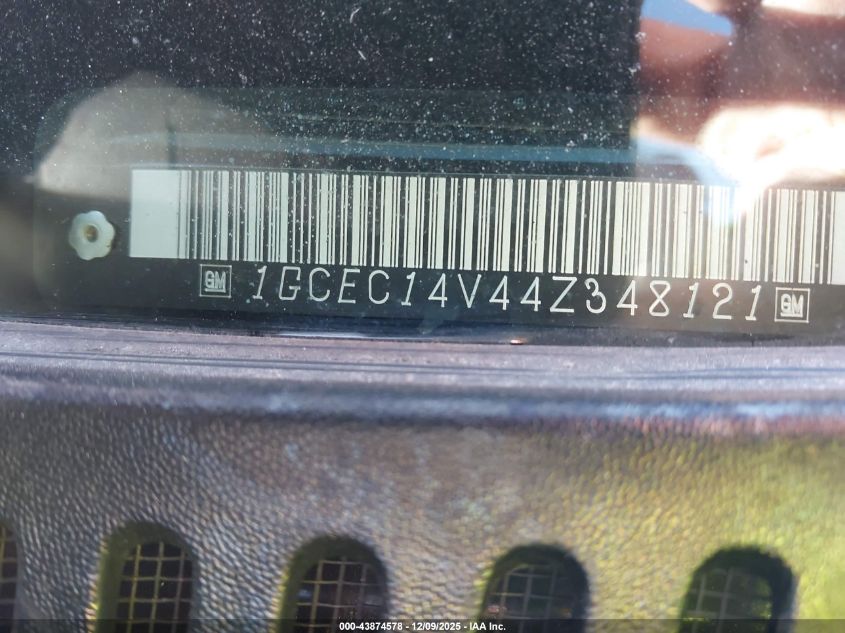 GM 1GCEC14V44Z348121 GM
000-43874578 | 12/09/2025 - IAA Inc.